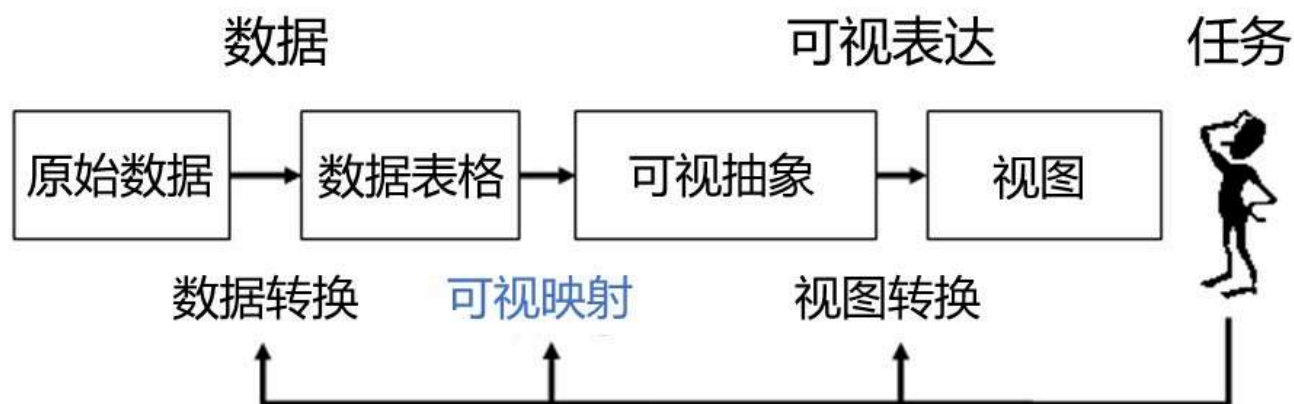 数据 可视表达 任务
原始数据 数据表格 可视抽象 视图
数据转换 可视映射 视图转换